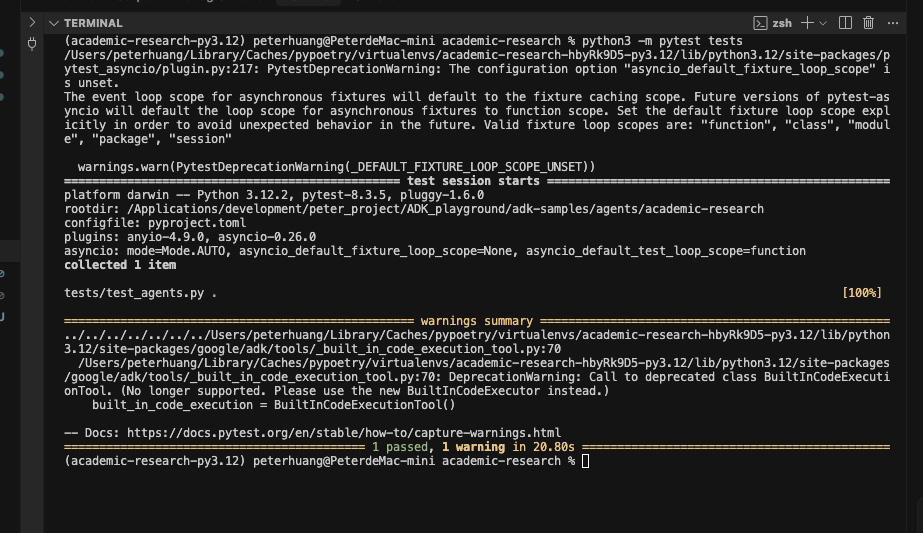 TERMINAL
zsh
(academic-research-py3.12) peterhuang@PeterdeMac-mini academic-research % python3 -m pytest tests
/Users/peterhuang/Library/Caches/pypoetry/virtualenvs/academic-research-hbyRk9D5-py3.12/lib/python3.12/site-packages/p
ytest_asyncio/plugin.py:217: PytestDeprecationWarning: The configuration option "asyncio_default_fixture_loop_scope" i
s unset.
The event loop scope for asynchronous fixtures will default to the fixture caching scope. Future versions of pytest-as
yncio will default the loop scope for asynchronous fixtures to function scope. Set the default fixture loop scope expl
icitly in order to avoid unexpected behavior in the future. Valid fixture loop scopes are: "function", "class", "modul
e", "package", "session"
warnings.warn(PytestDeprecationWarning(_DEFAULT_FIXTURE_LOOP_SCOPE_UNSET))
test session starts
platform darwin -- Python 3.12.2, pytest-8.3.5, pluggy-1.6.0
rootdir: /Applications/development/peter_project/ADK_playground/adk-samples/agents/academic-research
configfile: pyproject.toml
plugins: anyio-4.9.0, asyncio-0.26.0
asyncio: mode=Mode.AUTO, asyncio_default_fixture_loop_scope=None, asyncio_default_test_loop_scope=function
collected 1 item
tests/test_agents.py . [100%]
warnings summary
../../../../../../../Users/peterhuang/Library/Caches/pypoetry/virtualenvs/academic-research-hbyRk9D5-py3.12/lib/python
3.12/site-packages/google/adk/tools/_built_in_code_execution_tool.py:70
/Users/peterhuang/Library/Caches/pypoetry/virtualenvs/academic-research-hbyRk9D5-py3.12/lib/python3.12/site-packages
/google/adk/tools/_built_in_code_execution_tool.py:70: DeprecationWarning: Call to deprecated class BuiltInCodeExecuti
onTool. (No longer supported. Please use the new BuiltInCodeExecutor instead.)
built_in_code_execution = BuiltInCodeExecutionTool()
-- Docs: https://docs.pytest.org/en/stable/how-to/capture-warnings.html
1 passed, 1 warning in 20.80s
(academic-research-py3.12) peterhuang@PeterdeMac-mini academic-research %